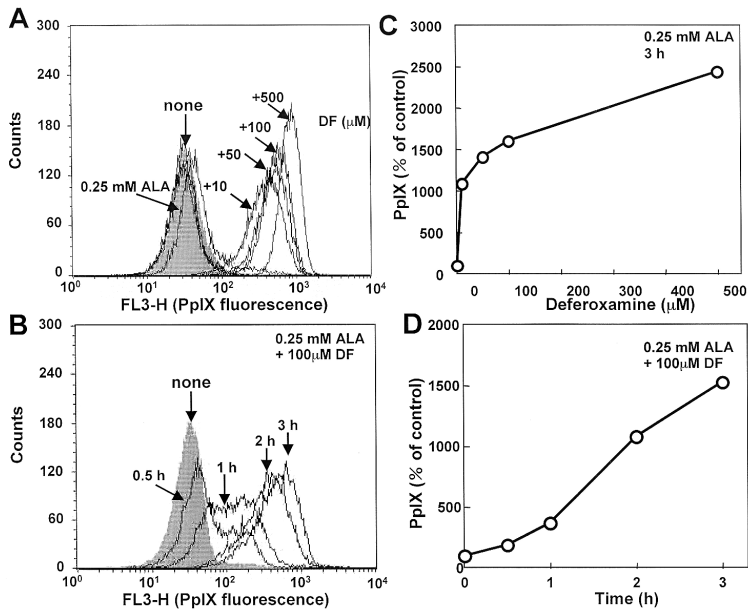 A
300
240
180
120
60
0
Counts
none
0.25 mM ALA
+10
+50
+100
+500
DF (μM)
10⁰ 10¹ 10² 10³ 10⁴
FL3-H (PpIX fluorescence)
C
3000
2500
2000
1500
1000
500
0
PpIX (% of control)
0.25 mM ALA
3 h
0 100 200 300 400 500
Deferoxamine (μM)
B
300
240
180
120
60
0
Counts
0.25 mM ALA
+ 100μM DF
none
0.5 h
1 h
2 h
3 h
10⁰ 10¹ 10² 10³ 10⁴
FL3-H (PpIX fluorescence)
D
2000
1500
1000
500
0
PpIX (% of control)
0.25 mM ALA
+ 100μM DF
0 1 2 3
Time (h)